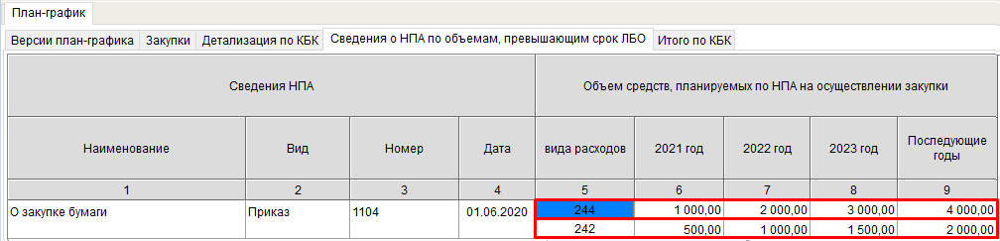 План-график
Версии план-графика Закупки Детализация по КБК Сведения о НПА по объемам, превышающим срок ЛБО Итого по КБК
Сведения НПА Объем средств, планируемых по НПА на осуществлении закупки
Наименование Вид Номер Дата вида расходов 2021 год 2022 год 2023 год Последующие
годы
1 2 3 4 5 6 7 8 9
О закупке бумаги Приказ 1104 01.06.2020 244 1 000,00 2 000,00 3 000,00 4 000,00
242 500,00 1 000,00 1 500,00 2 000,00